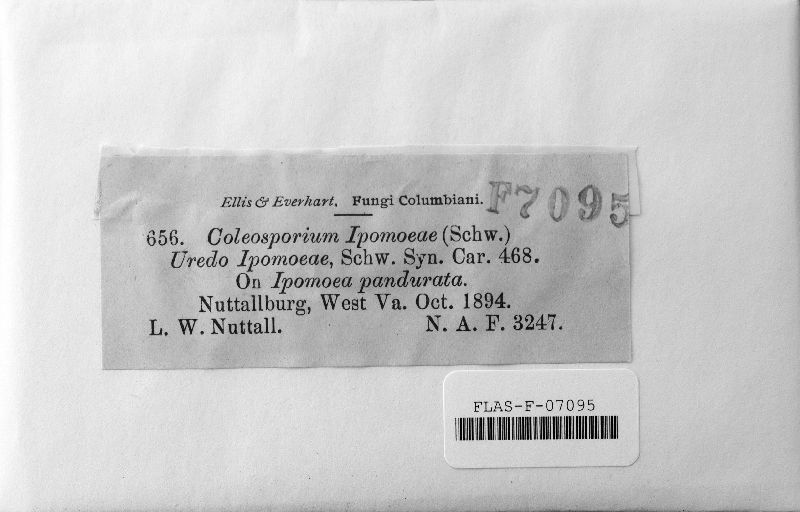 Ellis & Everhart. Fungi Columbiani. F7095
656. Coleosporium Ipomoeae (Schw.)
Uredo Ipomoeae, Schw. Syn. Car. 468.
On Ipomoea pandurata.
Nuttallburg, West Va. Oct. 1894.
L. W. Nuttall. N. A. F. 3247.
FLAS-F-07095